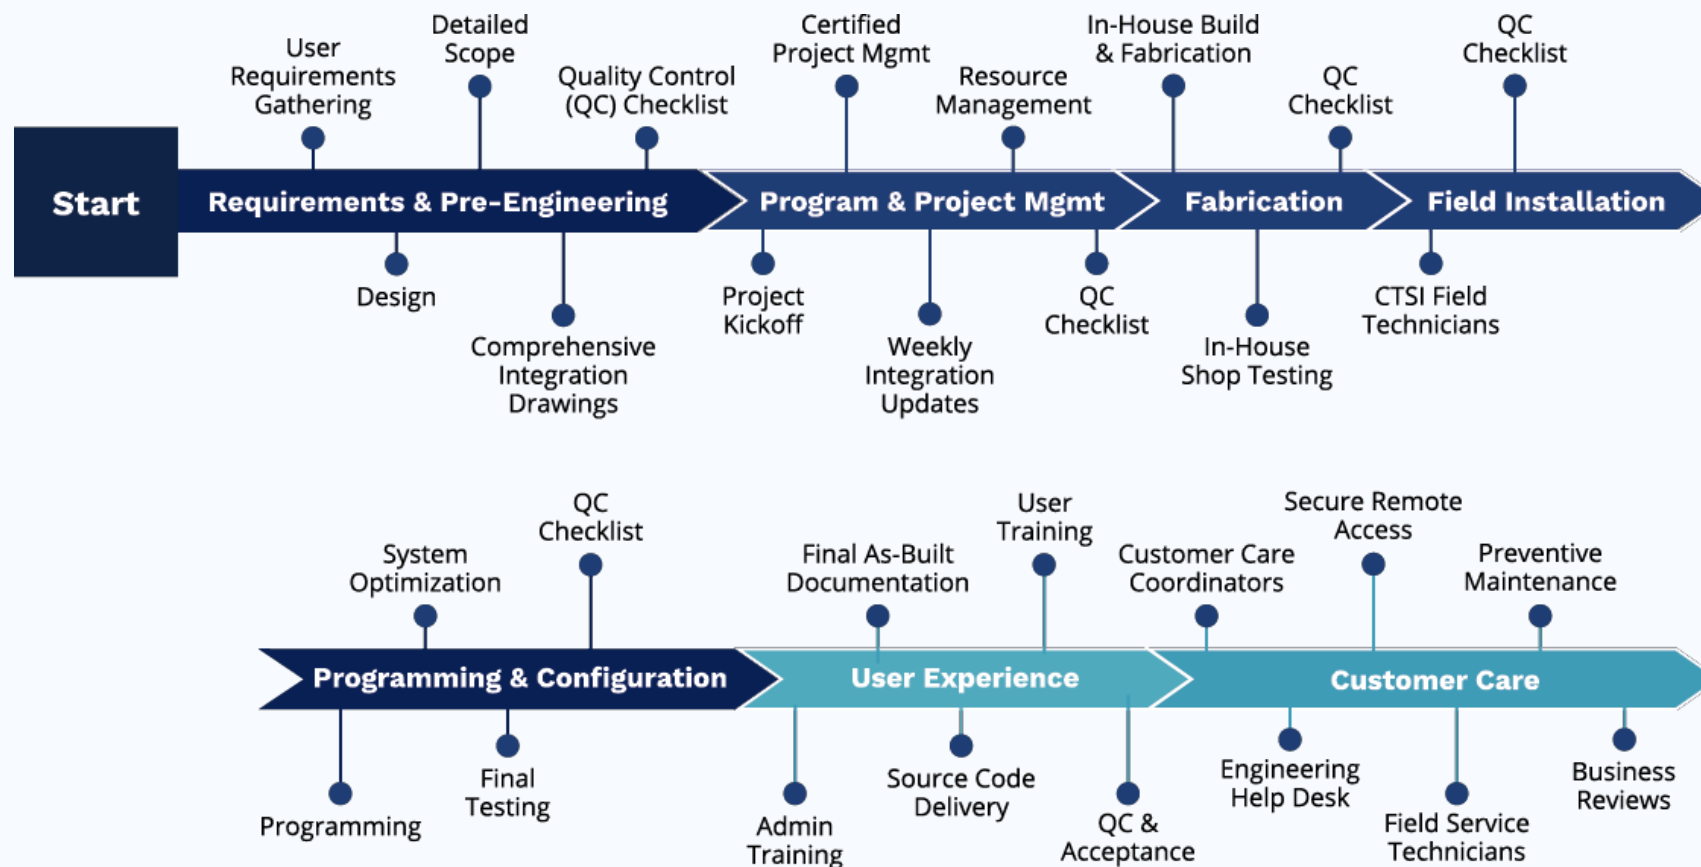 Detailed
Scope
Certified
Project Mgmt
In-House Build
& Fabrication
QC
Checklist
User
Requirements
Gathering
Quality Control
(QC) Checklist
Resource
Management
QC
Checklist
Start
Requirements & Pre-Engineering
Program & Project Mgmt
Fabrication
Field Installation
Design
Project
Kickoff
QC
Checklist
CTSI Field
Technicians
Comprehensive
Integration
Drawings
Weekly
Integration
Updates
In-House
Shop Testing
QC
Checklist
User
Training
Secure Remote
Access
System
Optimization
Final As-Built
Documentation
Customer Care
Coordinators
Preventive
Maintenance
Programming & Configuration
User Experience
Customer Care
Programming
Final
Testing
Admin
Training
Source Code
Delivery
QC &
Acceptance
Engineering
Help Desk
Field Service
Technicians
Business
Reviews